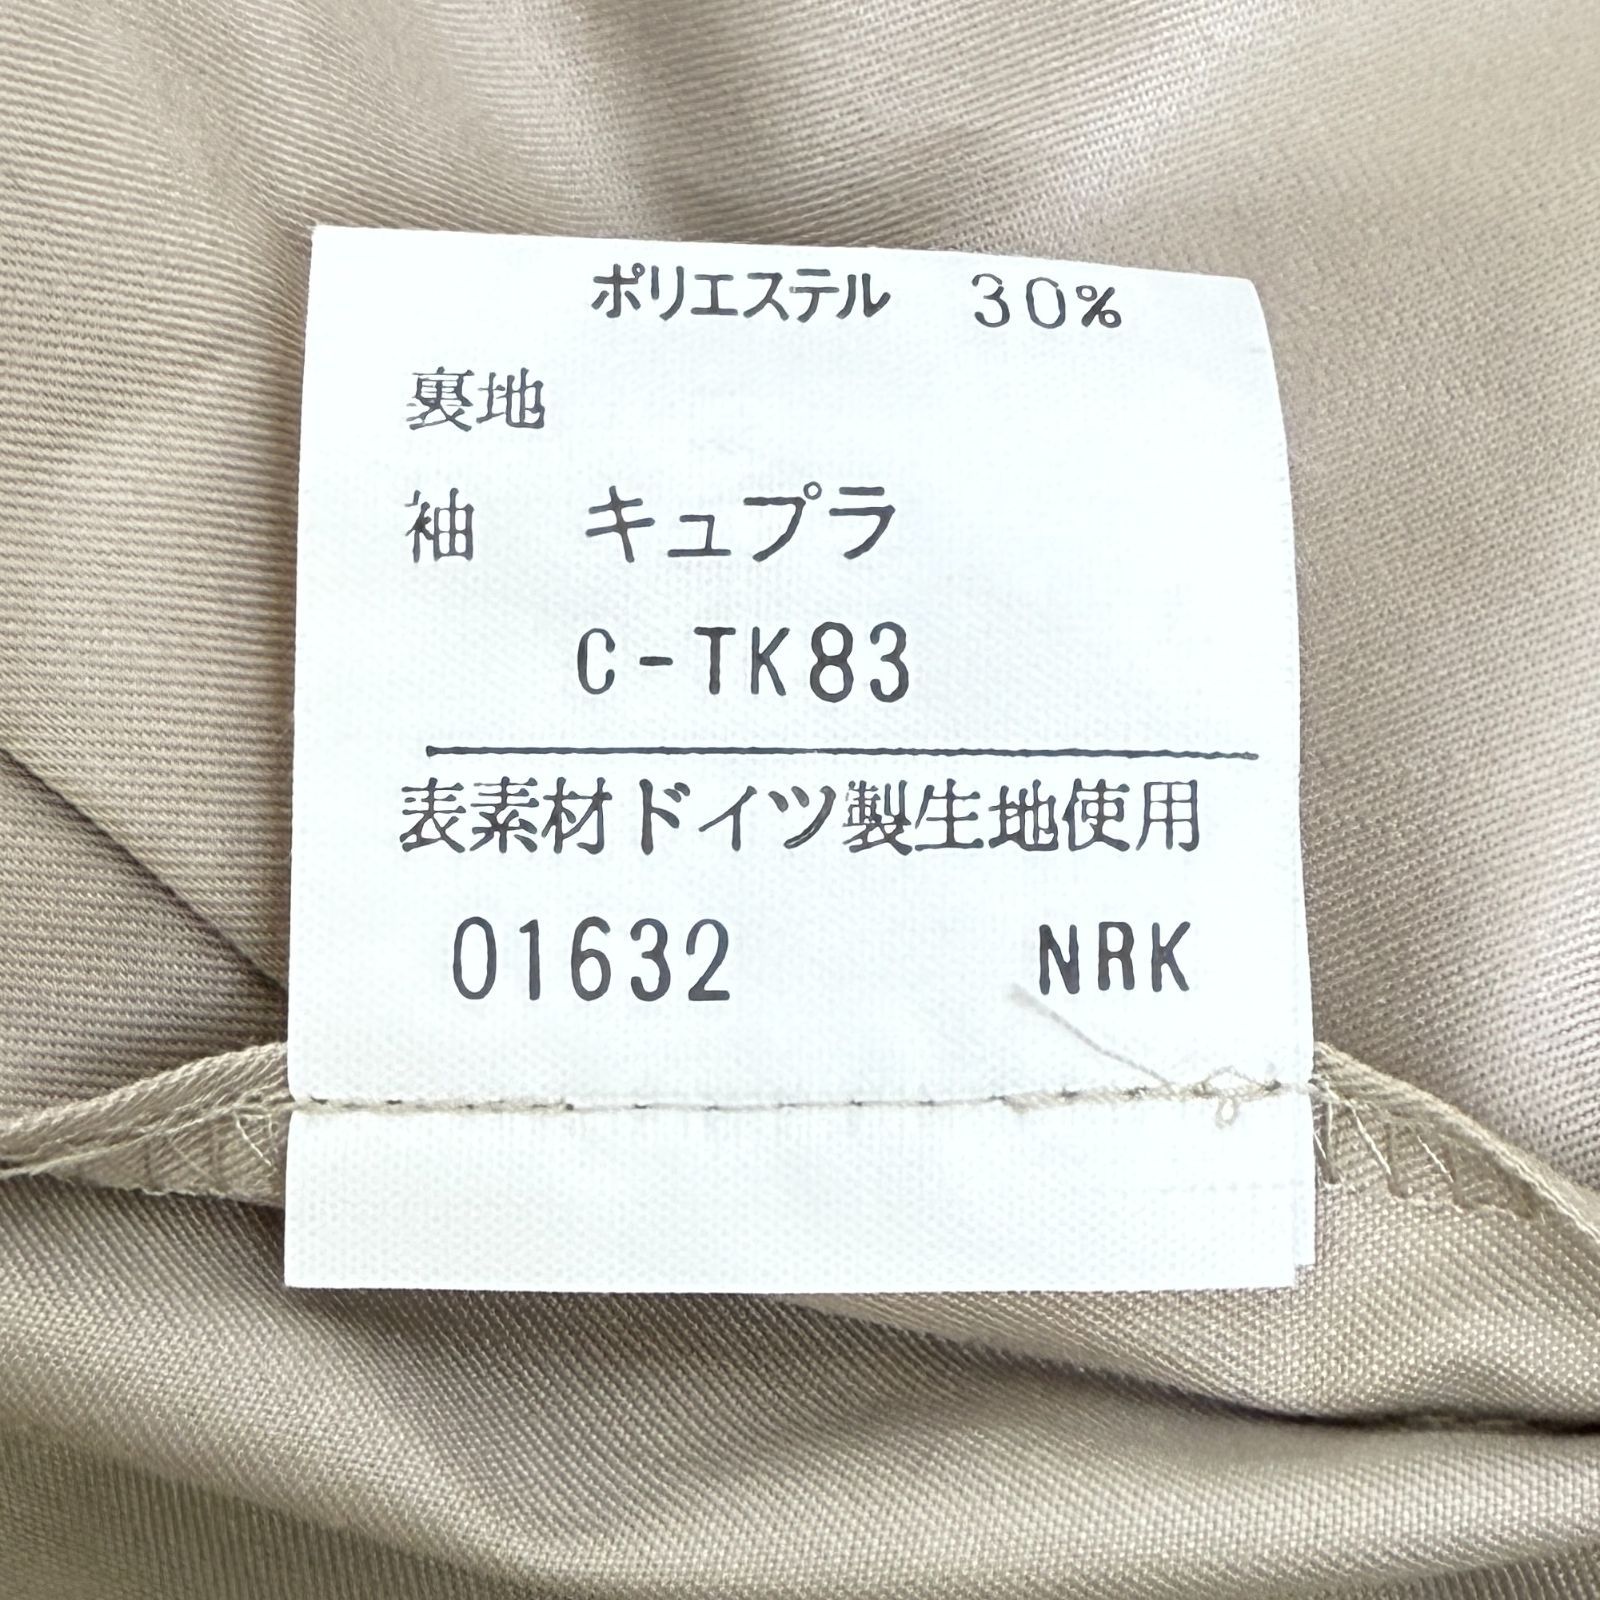 ポリエステル 30%
裏地
袖 キュプラ
C-TK83
表素材ドイツ製生地使用
01632 NRK